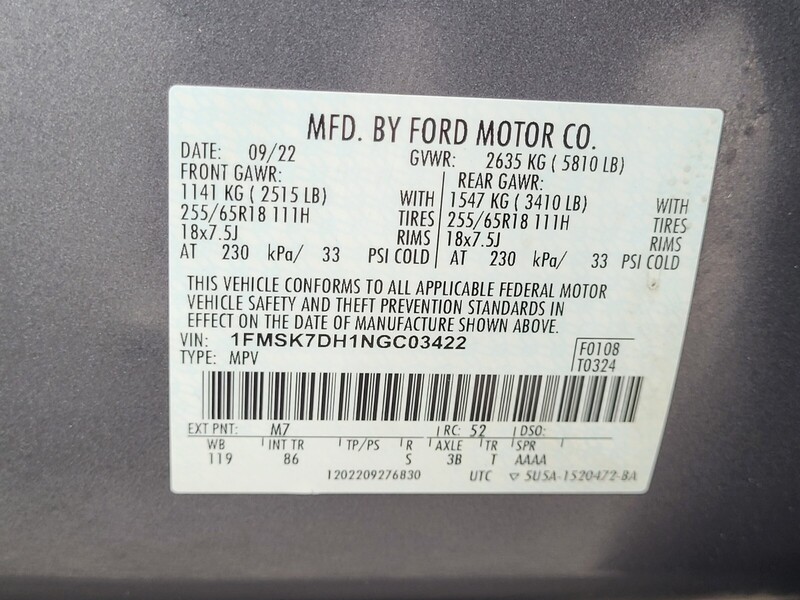 MFD. BY FORD MOTOR CO.
DATE: 09/22 GVWR: 2635 KG ( 5810 LB)
FRONT GAWR: REAR GAWR:
1141 KG ( 2515 LB) WITH 1547 KG ( 3410 LB) WITH
255/65R18 111H TIRES 255/65R18 111H TIRES
18x7.5J RIMS 18x7.5J RIMS
AT 230 kPa/ 33 PSI COLD AT 230 kPa/ 33 PSI COLD
THIS VEHICLE CONFORMS TO ALL APPLICABLE FEDERAL MOTOR
VEHICLE SAFETY AND THEFT PREVENTION STANDARDS IN
EFFECT ON THE DATE OF MANUFACTURE SHOWN ABOVE.
VIN: 1FMSK7DH1NGC03422 F0108
TYPE: MPV T0324
EXT PNT: M7 RC: 52 DSO:
WB INT TR TP/PS R AXLE TR SPR
119 86 S 3B T AAAA
1202209276830 UTC ▽ 5U5A-1520472-BA